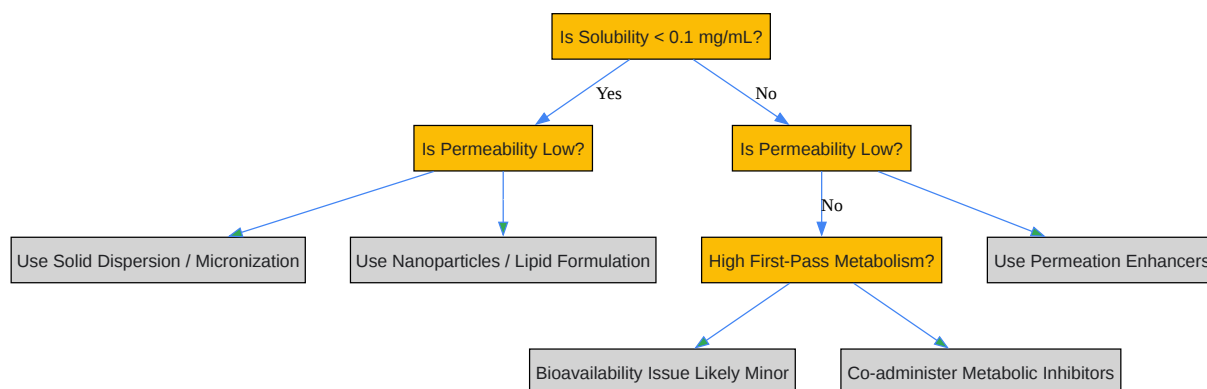 Is Solubility < 0.1 mg/mL?
Yes
No
Is Permeability Low?
Is Permeability Low?
No
Use Solid Dispersion / Micronization
Use Nanoparticles / Lipid Formulation
High First-Pass Metabolism?
Use Permeation Enhancers
Bioavailability Issue Likely Minor
Co-administer Metabolic Inhibitors